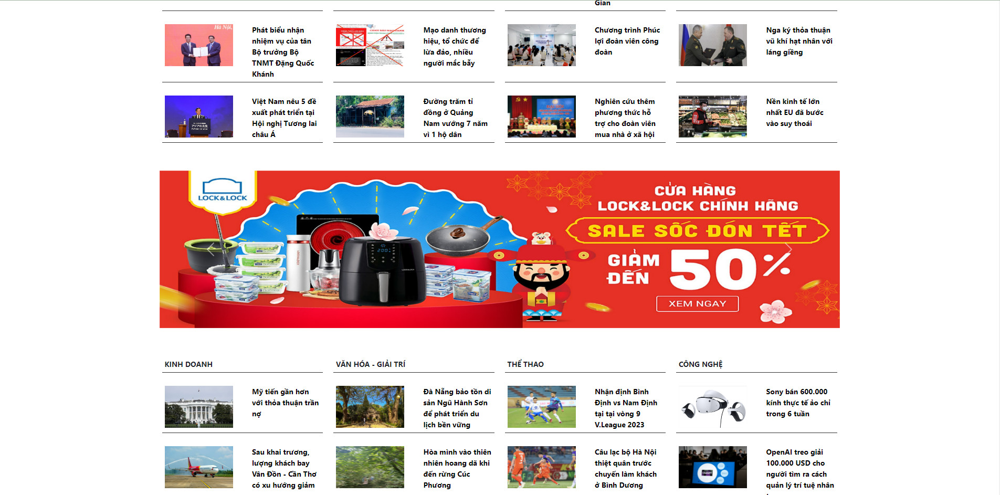 Gian
Hà Nội,
Phát biểu nhận
nhiệm vụ của tân
Bộ trưởng Bộ
TNMT Đặng Quốc
Khánh
Mạo danh thương
hiệu, tổ chức để
lừa đảo, nhiều
người mắc bẫy
Chương trình Phúc
lợi đoàn viên công
đoàn
Nga ký thỏa thuận
vũ khí hạt nhân với
láng giềng
Việt Nam nêu 5 đề
xuất phát triển tại
Hội nghị Tương lai
châu Á
Đường trăm tỉ
đồng ở Quảng
Nam vướng 7 năm
vì 1 hộ dân
Nghiên cứu thêm
phương thức hỗ
trợ cho đoàn viên
mua nhà ở xã hội
Nền kinh tế lớn
nhất EU đã bước
vào suy thoái
LOCK&LOCK
CỬA HÀNG
LOCK&LOCK CHÍNH HÃNG
SALE SỐC ĐÓN TẾT
GIẢM
ĐẾN
50%
XEM NGAY
KINH DOANH
Mỹ tiến gần hơn
với thỏa thuận trần
nợ
Sau khai trương,
lượng khách bay
Vân Đồn - Cần Thơ
có xu hướng giảm
VĂN HÓA - GIẢI TRÍ
Đà Nẵng bảo tồn di
sản Ngũ Hành Sơn
để phát triển du
lịch bền vững
Hòa mình vào thiên
nhiên hoang dã khi
đến rừng Cúc
Phương
THỂ THAO
Nhận định Bình
Định vs Nam Định
tại tại vòng 9
V.League 2023
Câu lạc bộ Hà Nội
thiệt quân trước
chuyến làm khách
ở Bình Dương
CÔNG NGHỆ
Sony bán 600.000
kính thực tế ảo chỉ
trong 6 tuần
OpenAI treo giải
100.000 USD cho
người tìm ra cách
quản lý trí tuệ nhân